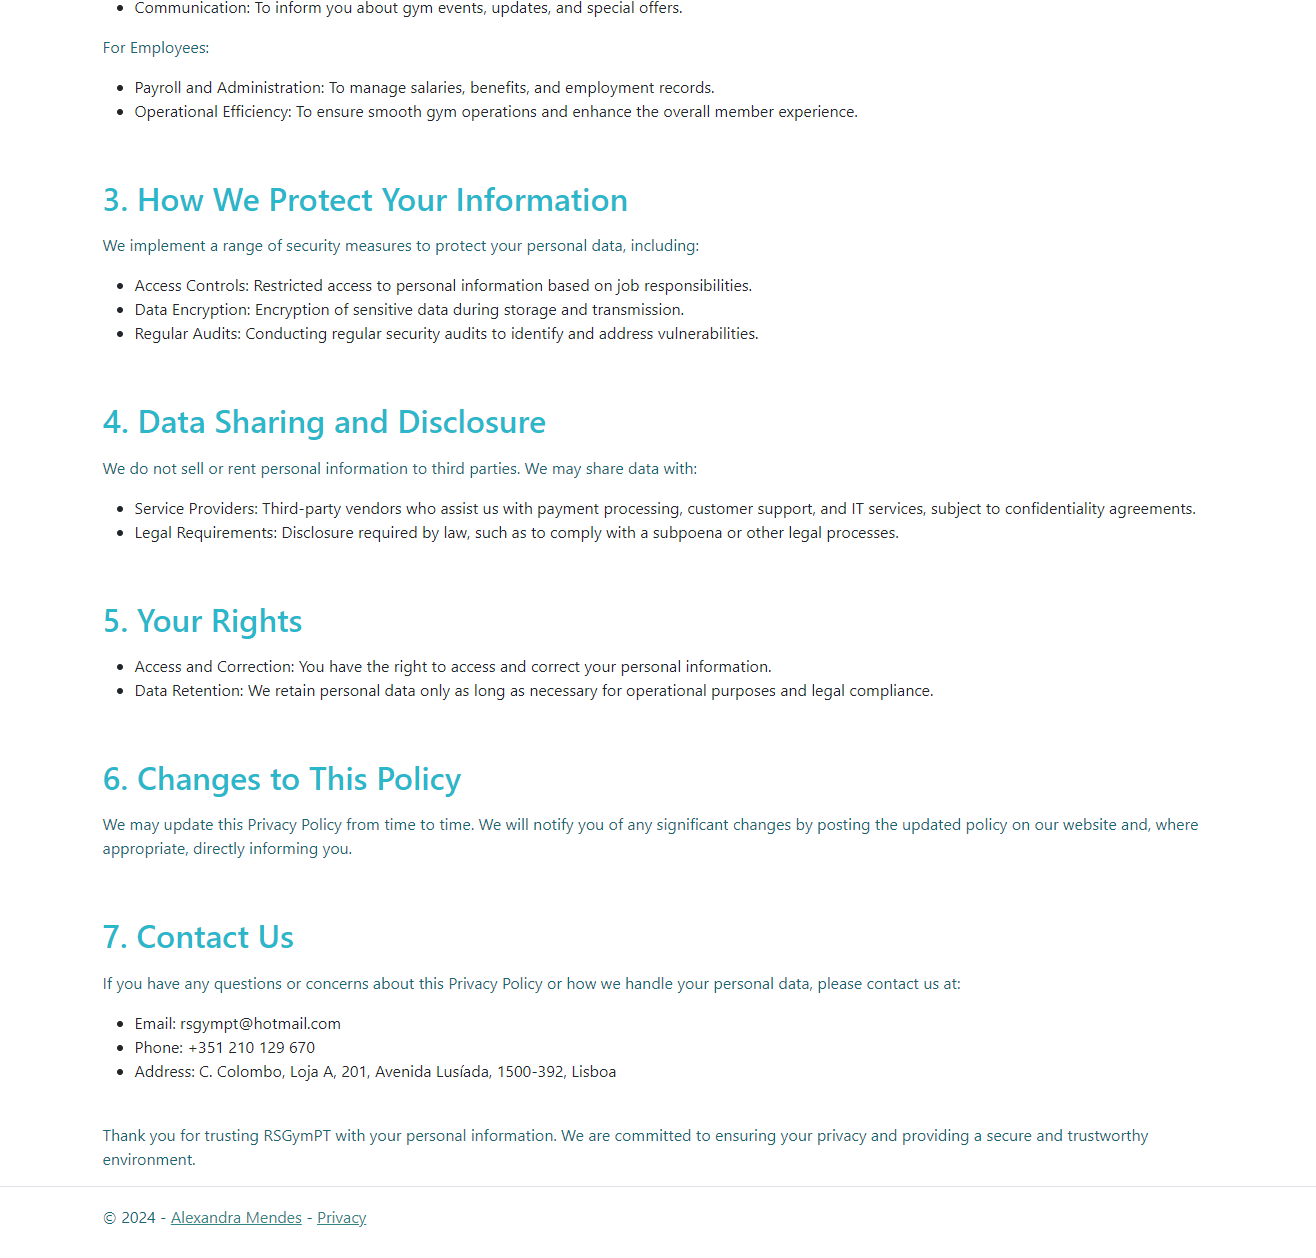 Communication: To inform you about gym events, updates, and special offers.
For Employees:
Payroll and Administration: To manage salaries, benefits, and employment records.
Operational Efficiency: To ensure smooth gym operations and enhance the overall member experience.
3. How We Protect Your Information
We implement a range of security measures to protect your personal data, including:
Access Controls: Restricted access to personal information based on job responsibilities.
Data Encryption: Encryption of sensitive data during storage and transmission.
Regular Audits: Conducting regular security audits to identify and address vulnerabilities.
4. Data Sharing and Disclosure
We do not sell or rent personal information to third parties. We may share data with:
Service Providers: Third-party vendors who assist us with payment processing, customer support, and IT services, subject to confidentiality agreements.
Legal Requirements: Disclosure required by law, such as to comply with a subpoena or other legal processes.
5. Your Rights
Access and Correction: You have the right to access and correct your personal information.
Data Retention: We retain personal data only as long as necessary for operational purposes and legal compliance.
6. Changes to This Policy
We may update this Privacy Policy from time to time. We will notify you of any significant changes by posting the updated policy on our website and, where
appropriate, directly informing you.
7. Contact Us
If you have any questions or concerns about this Privacy Policy or how we handle your personal data, please contact us at:
Email: rsgympt@hotmail.com
Phone: +351 210 129 670
Address: C. Colombo, Loja A, 201, Avenida Lusíada, 1500-392, Lisboa
Thank you for trusting RSGymPT with your personal information. We are committed to ensuring your privacy and providing a secure and trustworthy
environment.
© 2024 - Alexandra Mendes - Privacy